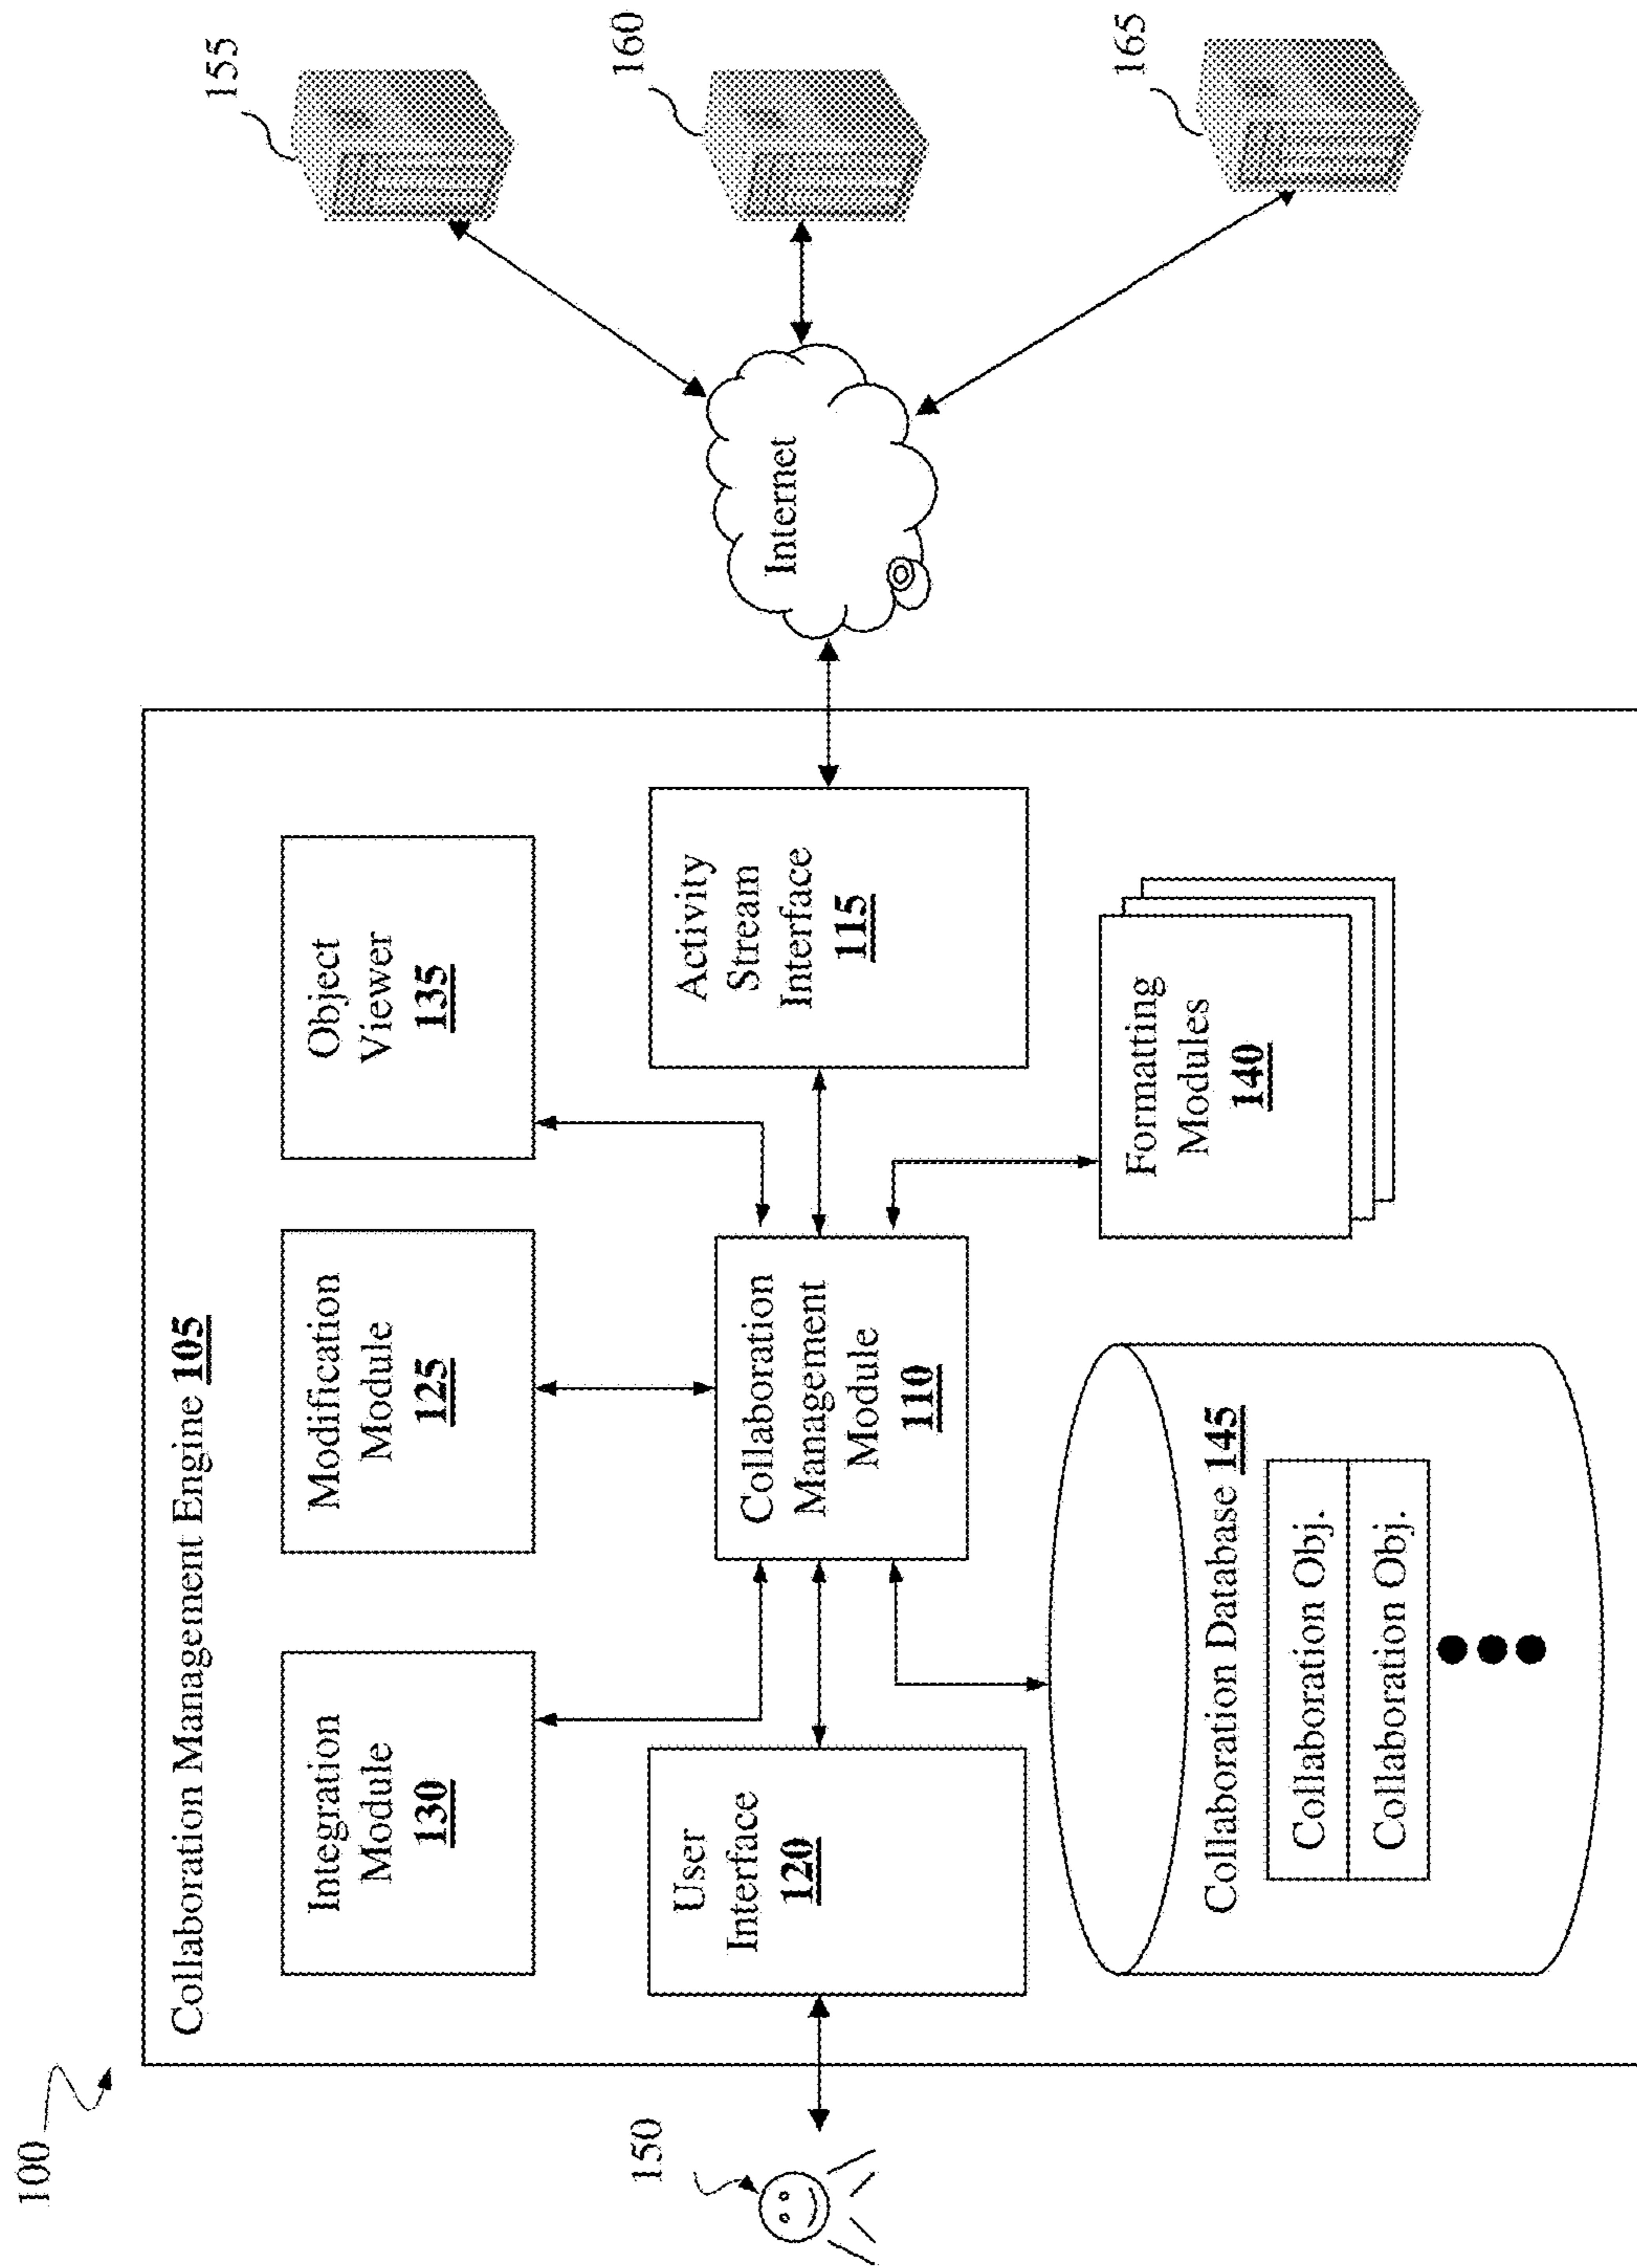 100
Collaboration Management Engine 105
Integration
Module
130
Modification
Module
125
Object
Viewer
135
155
150
User
Interface
120
Collaboration
Management
Module
110
Activity
Stream
Interface
115
Internet
160
Collaboration Database 145
Collaboration Obj.
Collaboration Obj.
Formatting
Modules
140
165